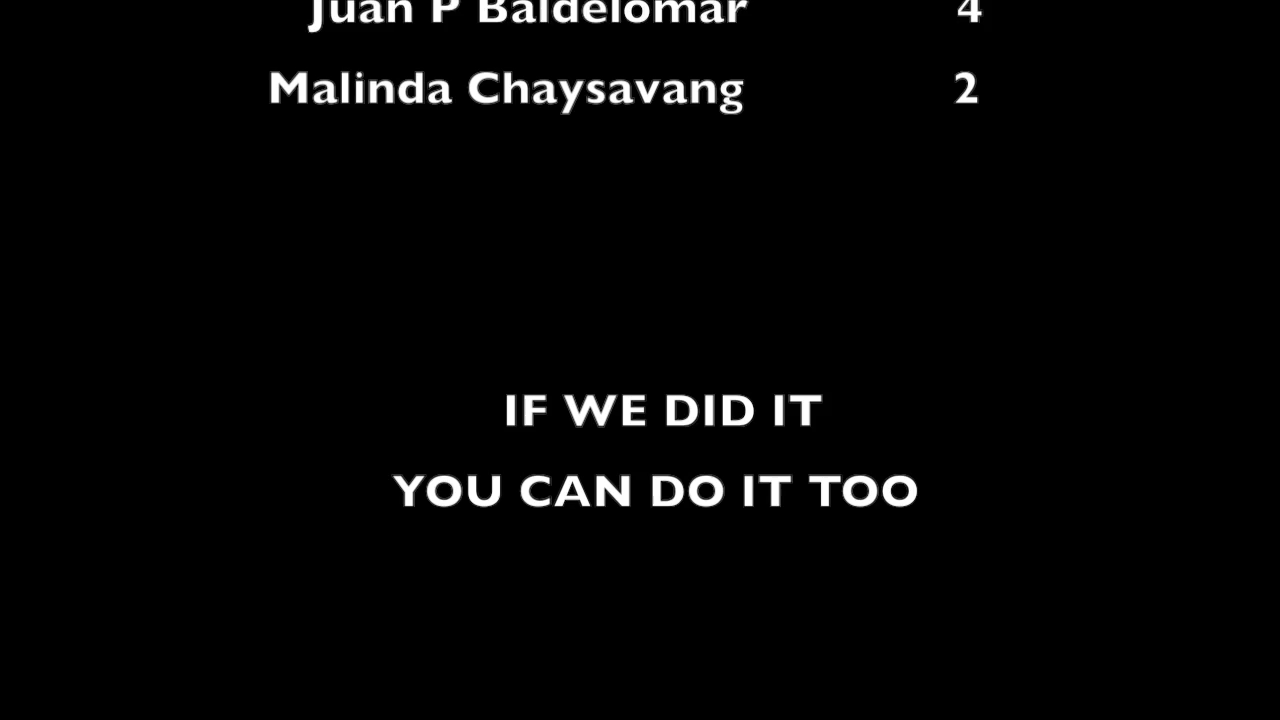 Juan P Baldelomar 4
Malinda Chaysavang 2
IF WE DID IT
YOU CAN DO IT TOO